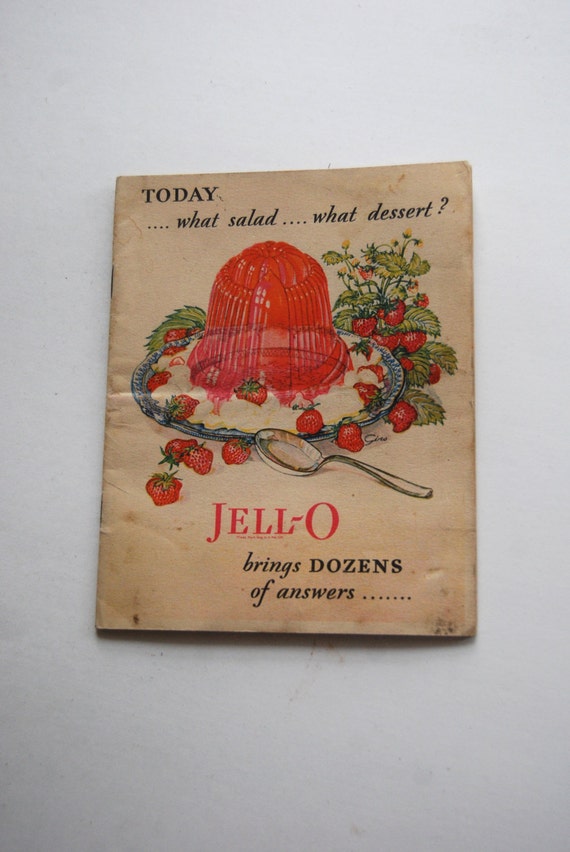 TODAY
.... what salad .... what dessert?
JELL-O
brings DOZENS
of answers .......